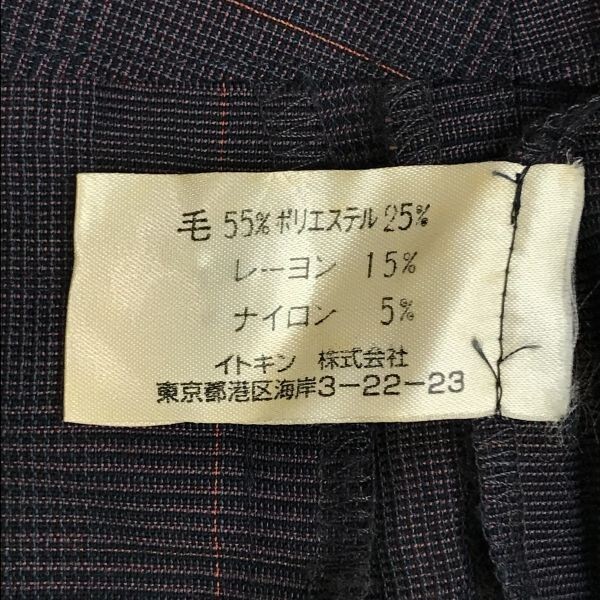 毛 55% ポリエステル 25%
レーヨン 15%
ナイロン 5%
イトキン 株式会社
東京都港区海岸3-22-23